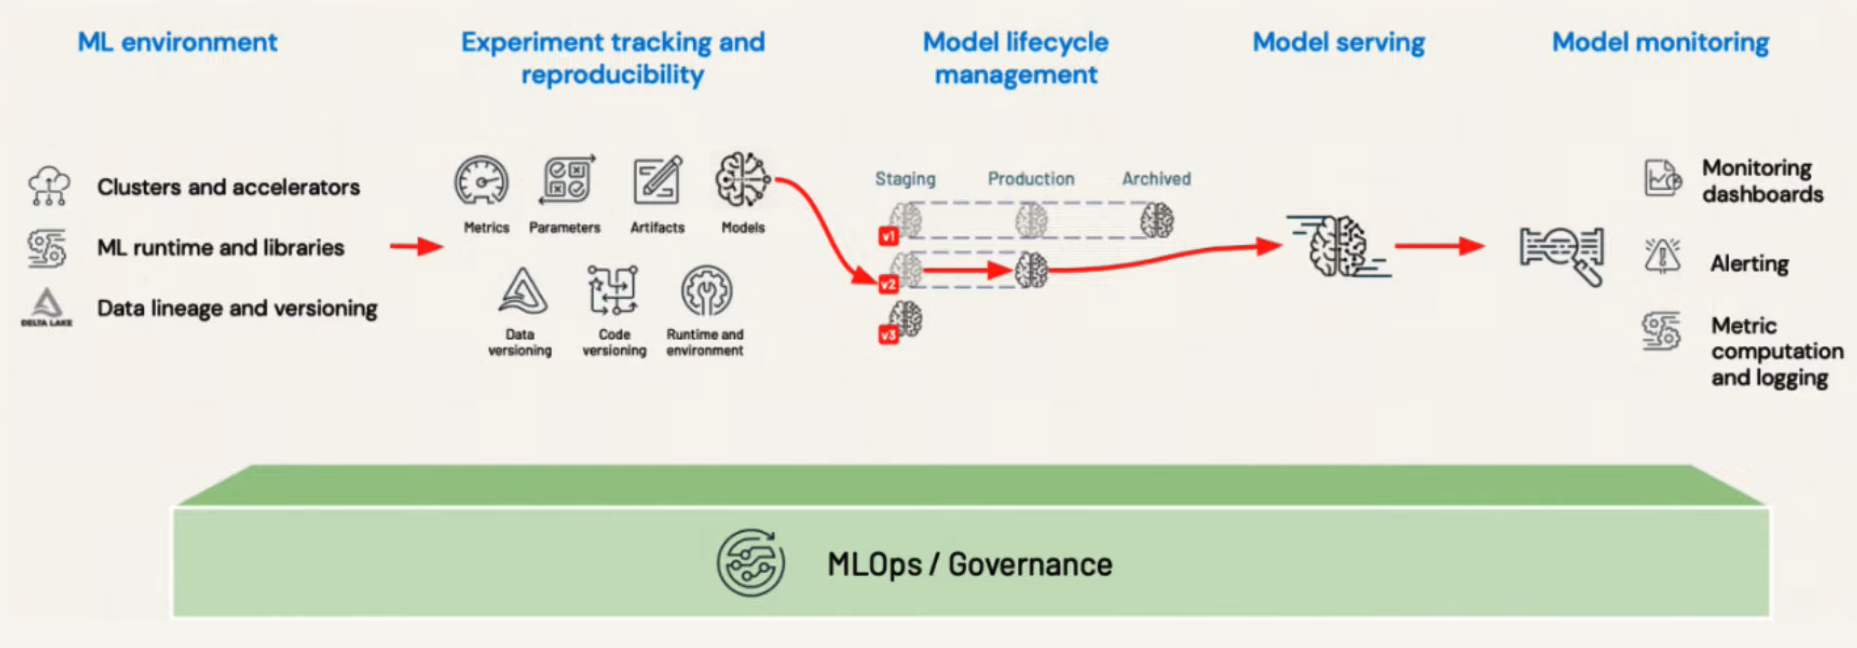 ML environment
Experiment tracking and
reproducibility
Model lifecycle
management
Model serving
Model monitoring
Clusters and accelerators
ML runtime and libraries
DELTA LAKE
Data lineage and versioning
Metrics
Parameters
Artifacts
Models
Data
versioning
Code
versioning
Runtime and
environment
Staging
Production
Archived
v1
v2
v3
Monitoring
dashboards
Alerting
Metric
computation
and logging
MLOps / Governance